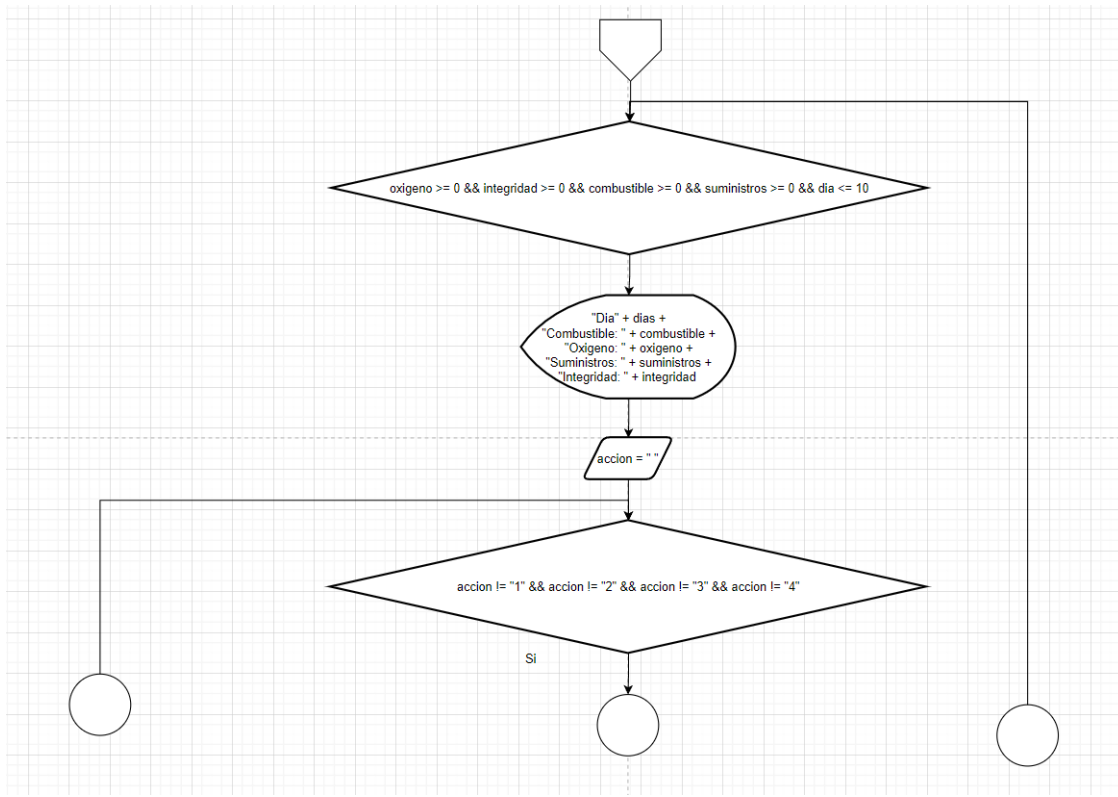 oxigeno >= 0 && integridad >= 0 && combustible >= 0 && suministros >= 0 && dia <= 10
"Dia" + dias +
"Combustible: " + combustible +
"Oxigeno: " + oxigeno +
"Suministros: " + suministros +
"Integridad: " + integridad
accion = " "
accion != "1" && accion != "2" && accion != "3" && accion != "4"
Si